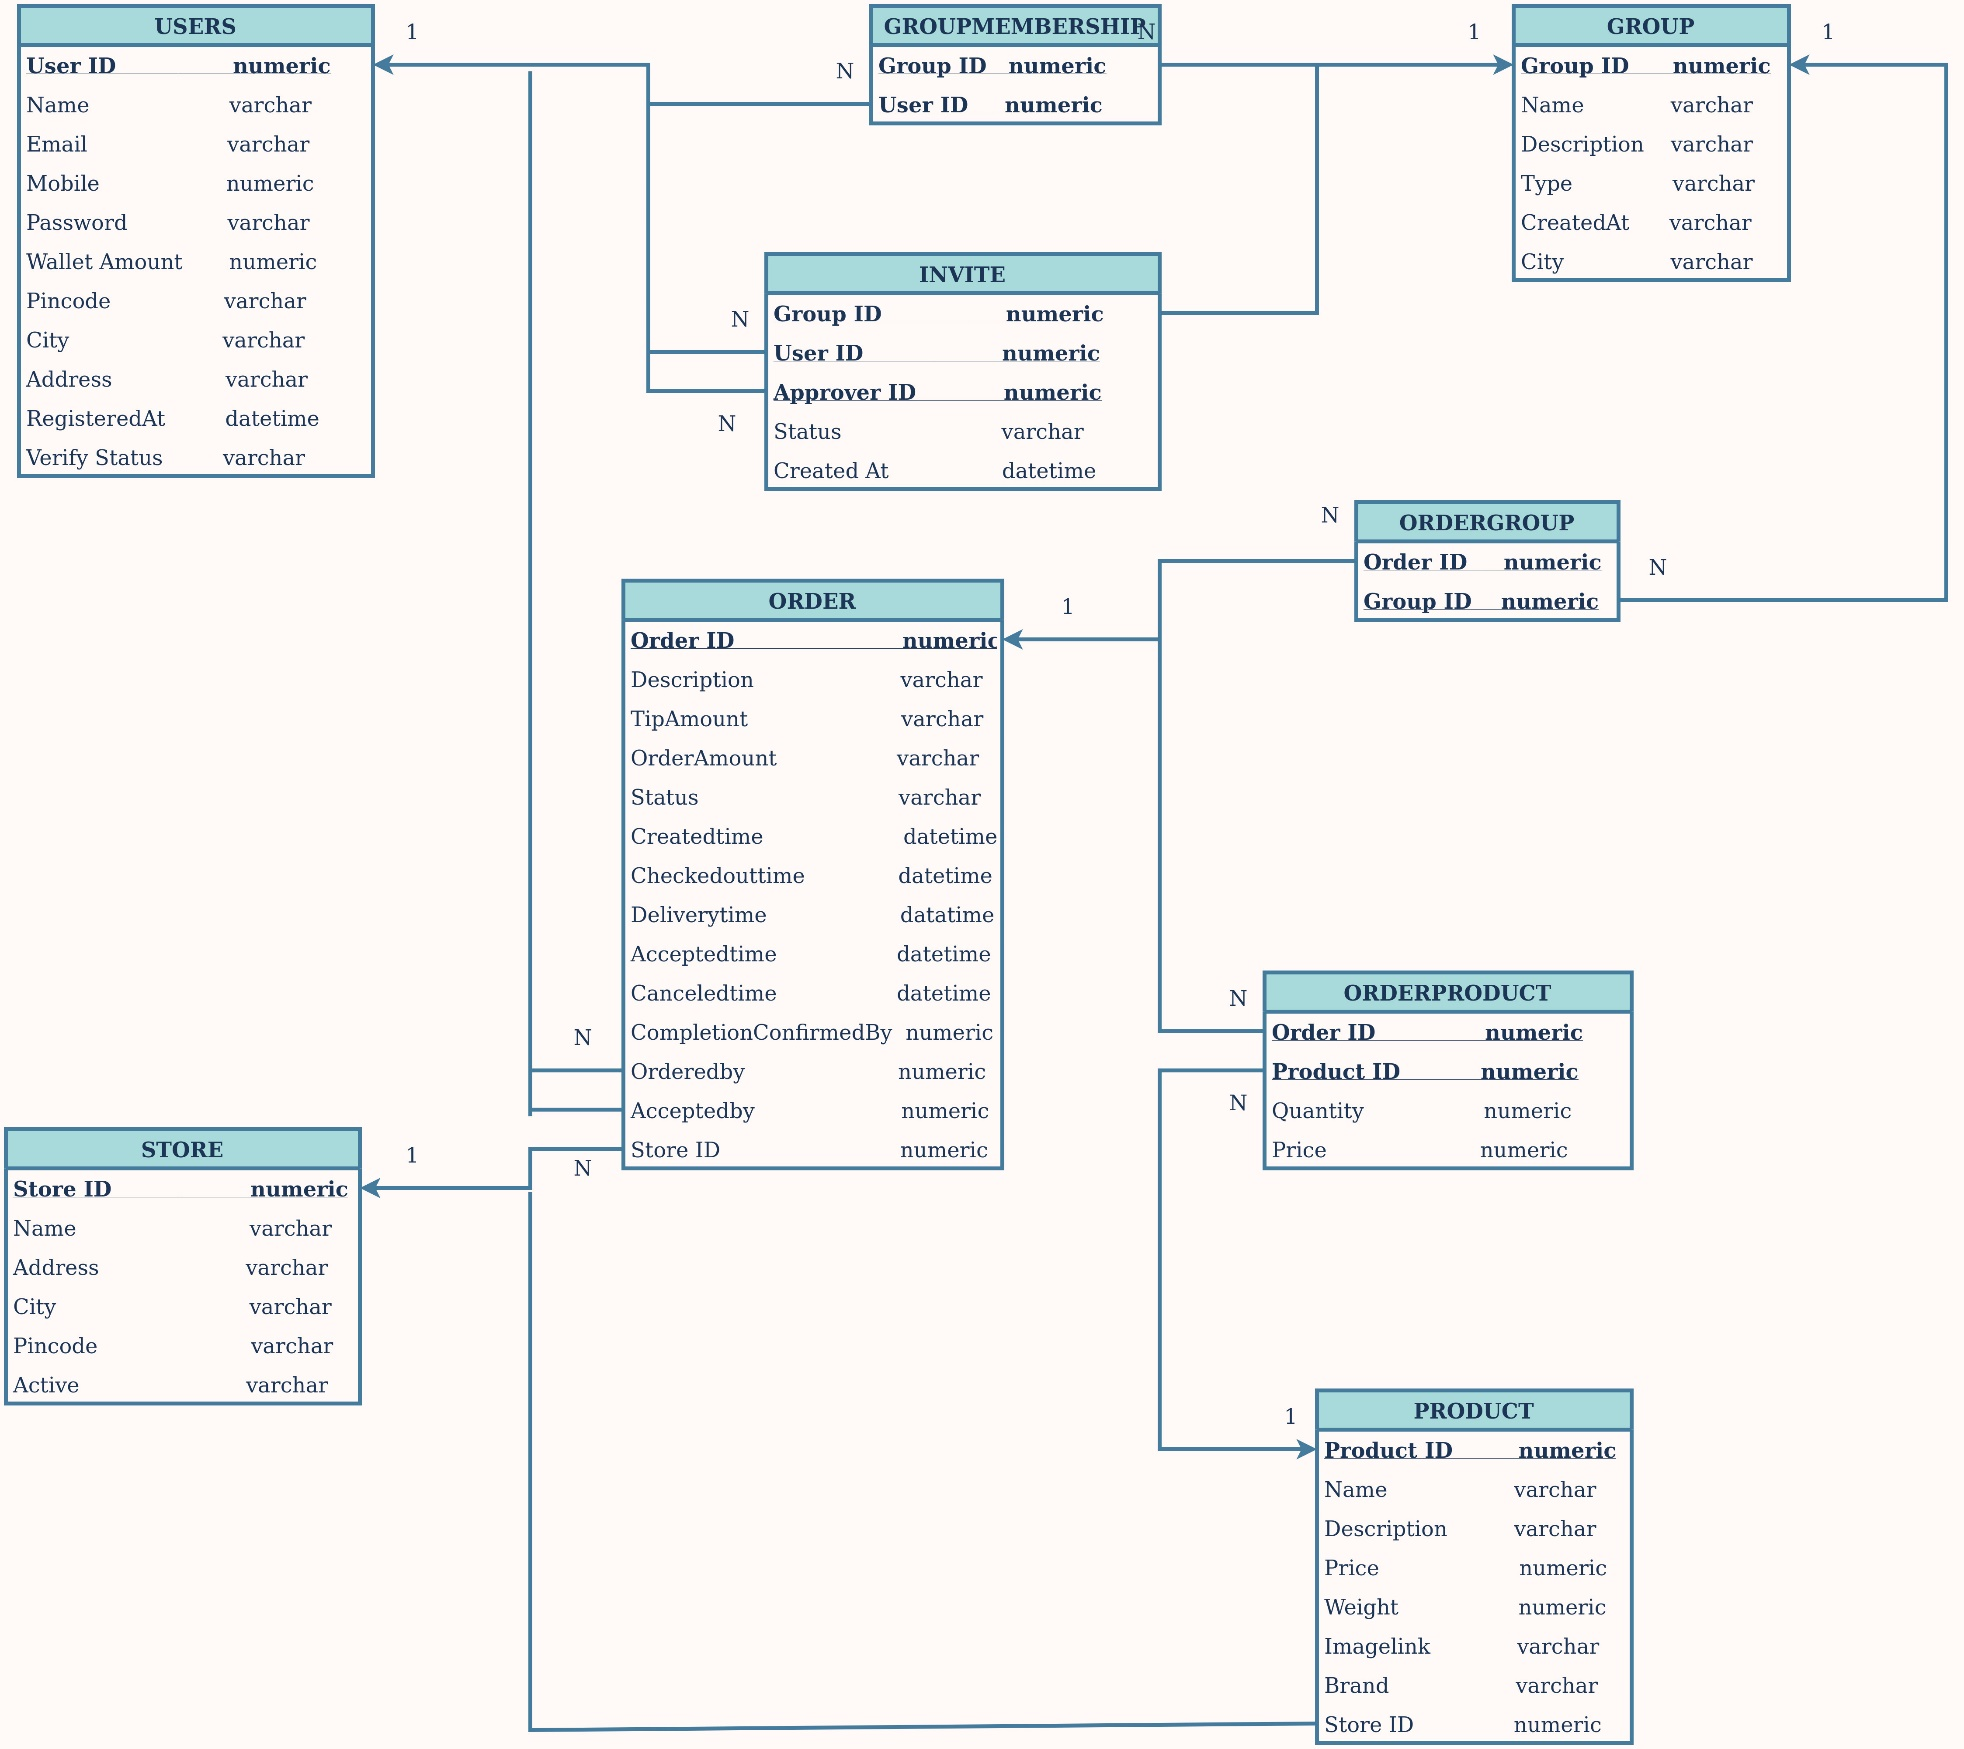 USERS
User ID numeric
Name varchar
Email varchar
Mobile numeric
Password varchar
Wallet Amount numeric
Pincode varchar
City varchar
Address varchar
RegisteredAt datetime
Verify Status varchar
1
N
GROUPMEMBERSHIP
N
Group ID numeric
User ID numeric
1
GROUP
1
Group ID numeric
Name varchar
Description varchar
Type varchar
CreatedAt varchar
City varchar
INVITE
N
Group ID numeric
User ID numeric
Approver ID numeric
N
Status varchar
Created At datetime
N
ORDERGROUP
N
Order ID numeric
Group ID numeric
ORDER
1
Order ID numeric
Description varchar
TipAmount varchar
OrderAmount varchar
Status varchar
Createdtime datetime
Checkedouttime datetime
Deliverytime datatime
Acceptedtime datetime
Canceledtime datetime
CompletionConfirmedBy numeric
N
Orderedby numeric
Acceptedby numeric
Store ID numeric
N
ORDERPRODUCT
N
Order ID numeric
Product ID numeric
N
Quantity numeric
Price numeric
STORE
1
Store ID numeric
Name varchar
Address varchar
City varchar
Pincode varchar
Active varchar
PRODUCT
1
Product ID numeric
Name varchar
Description varchar
Price numeric
Weight numeric
Imagelink varchar
Brand varchar
Store ID numeric